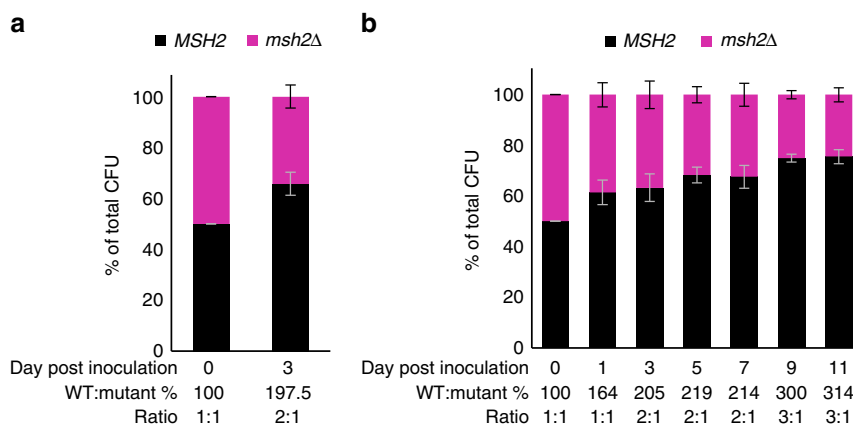 a
MSH2 msh2Δ
% of total CFU
100
80
60
40
20
0
Day post inoculation 0 3
WT:mutant % 100 197.5
Ratio 1:1 2:1
b
MSH2 msh2Δ
% of total CFU
100
80
60
40
20
0
Day post inoculation 0 1 3 5 7 9 11
WT:mutant % 100 164 205 219 214 300 314
Ratio 1:1 1:1 2:1 2:1 2:1 3:1 3:1